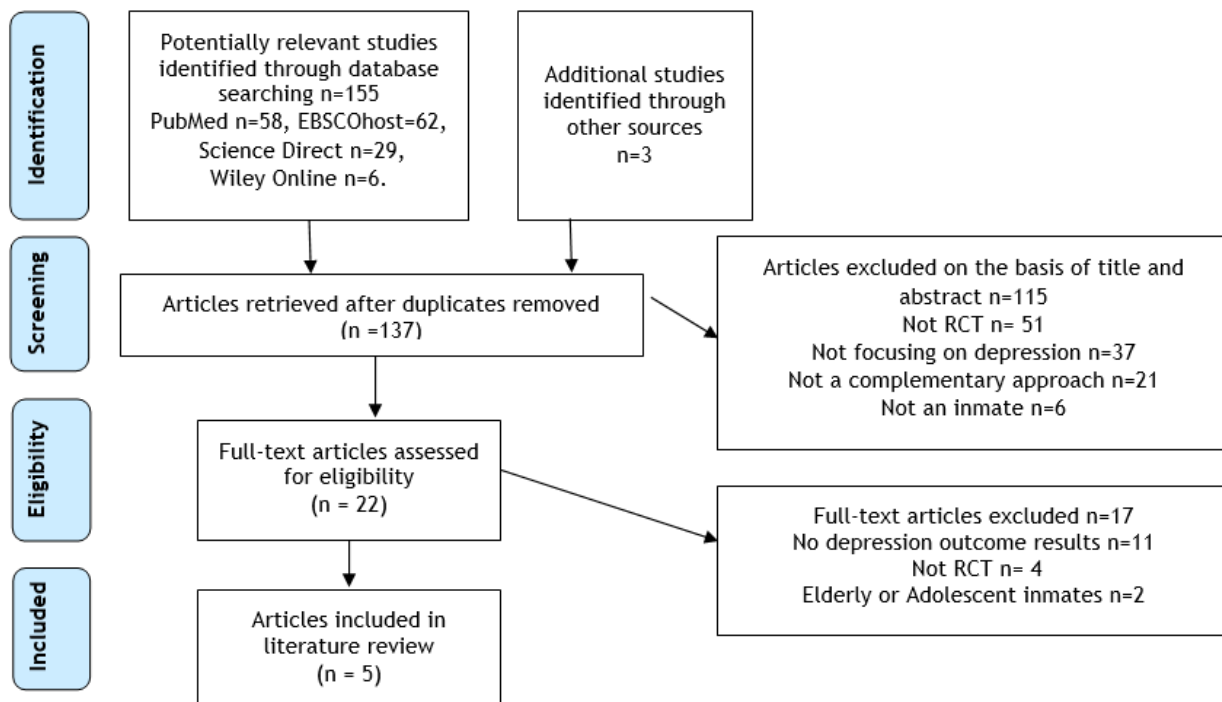 Identification
Potentially relevant studies
identified through database
searching n=155
PubMed n=58, EBSCOhost=62,
Science Direct n=29,
Wiley Online n=6.
Additional studies
identified through
other sources
n=3
Screening
Articles retrieved after duplicates removed
(n =137)
Articles excluded on the basis of title and
abstract n=115
Not RCT n= 51
Not focusing on depression n=37
Not a complementary approach n=21
Not an inmate n=6
Eligibility
Full-text articles assessed
for eligibility
(n = 22)
Full-text articles excluded n=17
No depression outcome results n=11
Not RCT n= 4
Elderly or Adolescent inmates n=2
Included
Articles included in
literature review
(n = 5)